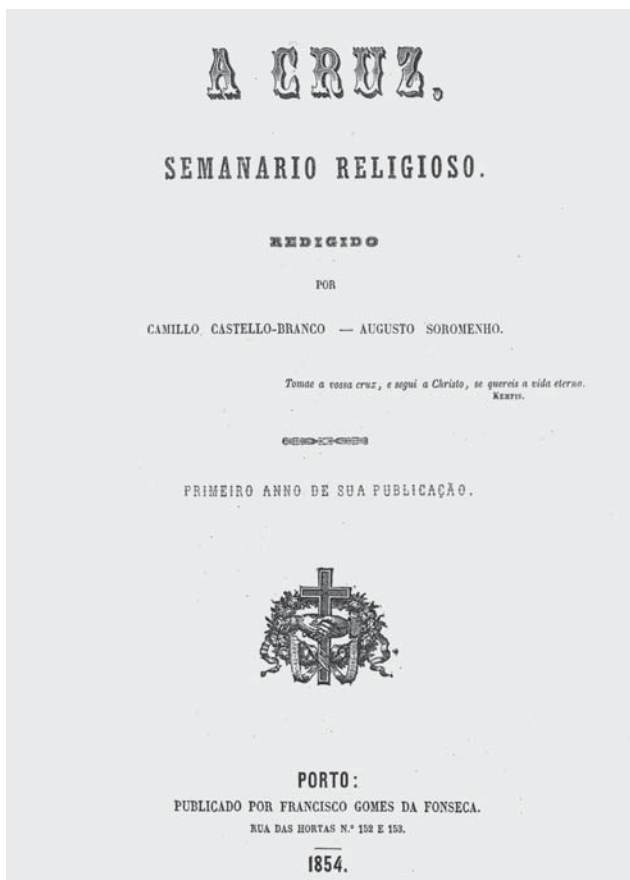 A CRUZ,
SEMANARIO RELIGIOSO.
REDIGIDO
POR
CAMILLO CASTELLO-BRANCO — AUGUSTO SOROMENHO.
Tomae a vossa cruz, e segui a Christo, se quereis a vida eterna.
KEMPIS.
PRIMEIRO ANNO DE SUA PUBLICAÇÃO.
PORTO:
PUBLICADO POR FRANCISCO GOMES DA FONSECA.
RUA DAS HORTAS N.º 152 E 153.
1854.